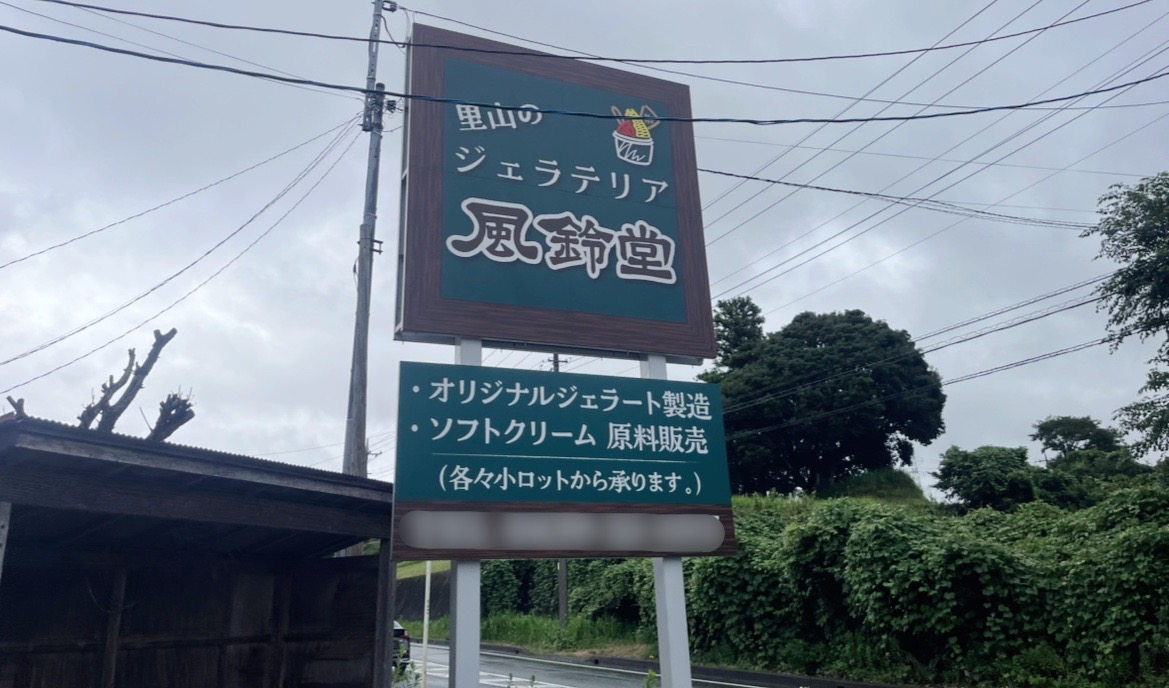 里山の
ジェラテリア
風鈴堂
・オリジナルジェラート製造
・ソフトクリーム 原料販売
(各々小ロットから承ります。)